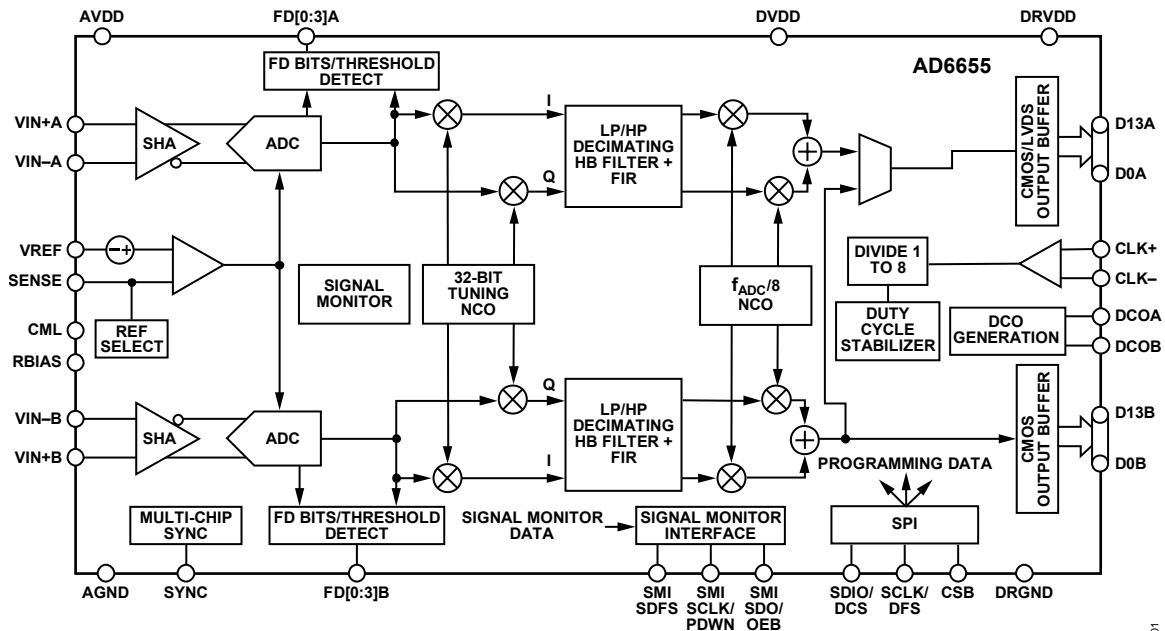 AVDD
FD[0:3]A
DVDD
DRVDD
FD BITS/THRESHOLD
DETECT
AD6655
VIN+A
VIN–A
SHA
ADC
I
Q
LP/HP
DECIMATING
HB FILTER +
FIR
CMOS/LVDS
OUTPUT BUFFER
D13A
D0A
VREF
SENSE
CML
RBIAS
– +
REF
SELECT
SIGNAL
MONITOR
32-BIT
TUNING
NCO
fADC/8
NCO
DIVIDE 1
TO 8
DUTY
CYCLE
STABILIZER
DCO
GENERATION
CLK+
CLK–
DCOA
DCOB
VIN–B
VIN+B
SHA
ADC
Q
I
LP/HP
DECIMATING
HB FILTER +
FIR
CMOS
OUTPUT BUFFER
D13B
D0B
PROGRAMMING DATA
MULTI-CHIP
SYNC
FD BITS/THRESHOLD
DETECT
SIGNAL MONITOR
DATA
SIGNAL MONITOR
INTERFACE
SPI
AGND
SYNC
FD[0:3]B
SMI
SDFS
SMI
SCLK/
PDWN
SMI
SDO/
OEB
SDIO/
DCS
SCLK/
DFS
CSB
DRGND